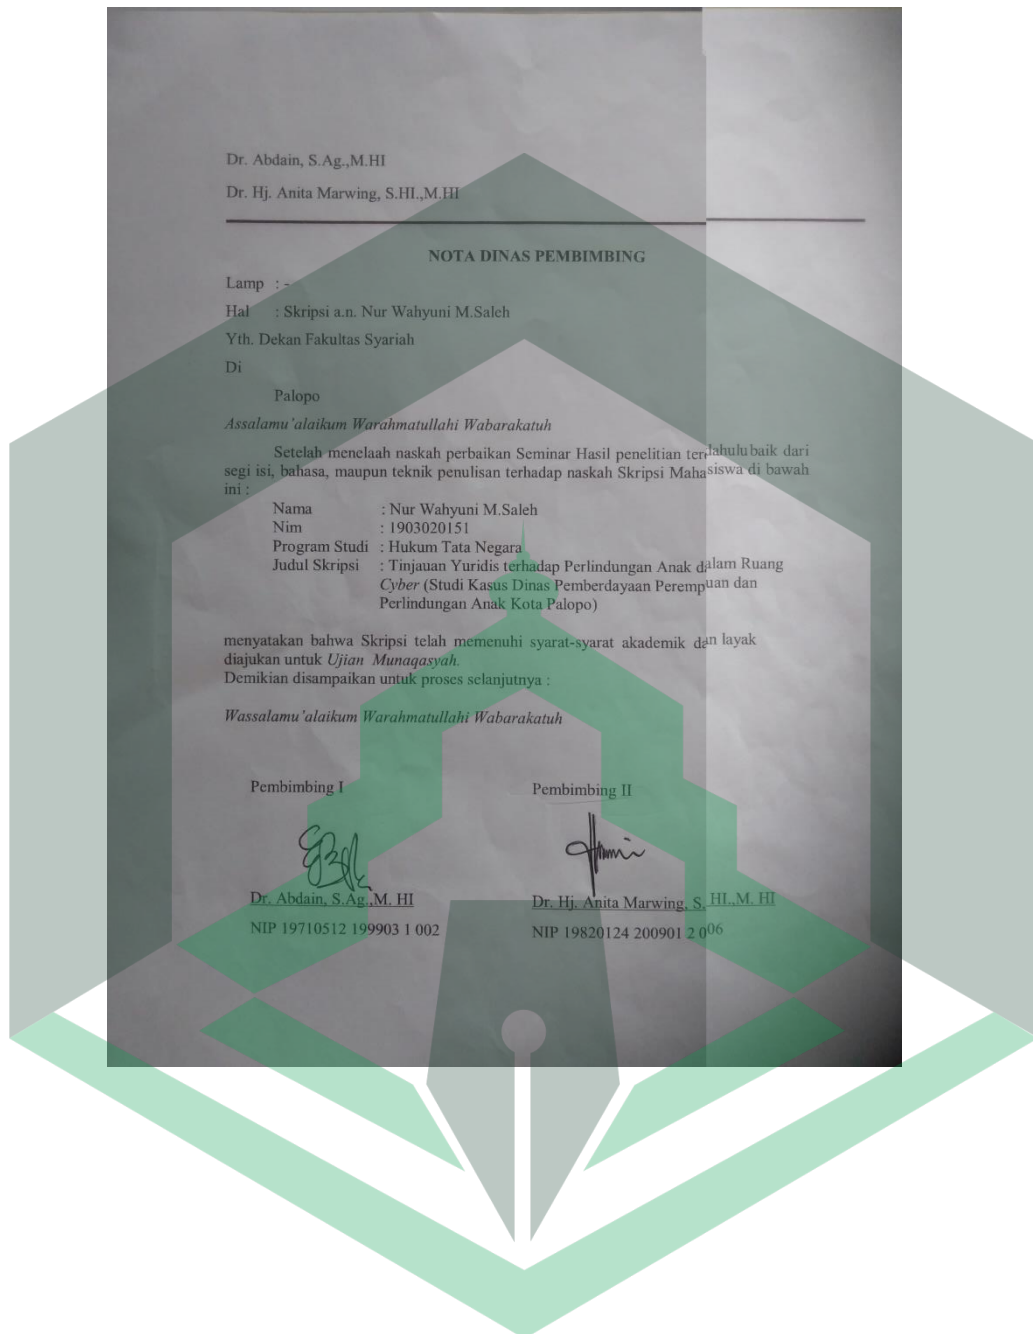 Dr. Abdain, S.Ag.,M.HI
Dr. Hj. Anita Marwing, S.HI.,M.HI
NOTA DINAS PEMBIMBING
Lamp : -
Hal : Skripsi a.n. Nur Wahyuni M.Saleh
Yth. Dekan Fakultas Syariah
Di
Palopo
Assalamu'alaikum Warahmatullahi Wabarakatuh
Setelah menelaah naskah perbaikan Seminar Hasil penelitian terdahulu baik dari
segi isi, bahasa, maupun teknik penulisan terhadap naskah Skripsi Mahasiswa di bawah
ini :
Nama : Nur Wahyuni M.Saleh
Nim : 1903020151
Program Studi : Hukum Tata Negara
Judul Skripsi : Tinjauan Yuridis terhadap Perlindungan Anak dalam Ruang
Cyber (Studi Kasus Dinas Pemberdayaan Perempuan dan
Perlindungan Anak Kota Palopo)
menyatakan bahwa Skripsi telah memenuhi syarat-syarat akademik dan layak
diajukan untuk Ujian Munaqasyah.
Demikian disampaikan untuk proses selanjutnya :
Wassalamu'alaikum Warahmatullahi Wabarakatuh
Pembimbing I Pembimbing II
Dr. Abdain, S.Ag.,M. HI Dr. Hj. Anita Marwing, S. HI.,M. HI
NIP 19710512 199903 1 002 NIP 19820124 200901 2 006